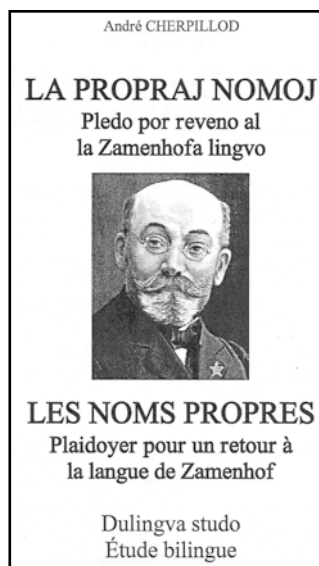 André CHERPILLOD
LA PROPRAJ NOMOJ
Pledo por reveno al
la Zamenhofa lingvo
LES NOMS PROPRES
Plaidoyer pour un retour à
la langue de Zamenhof
Dulingva studo
Étude bilingue